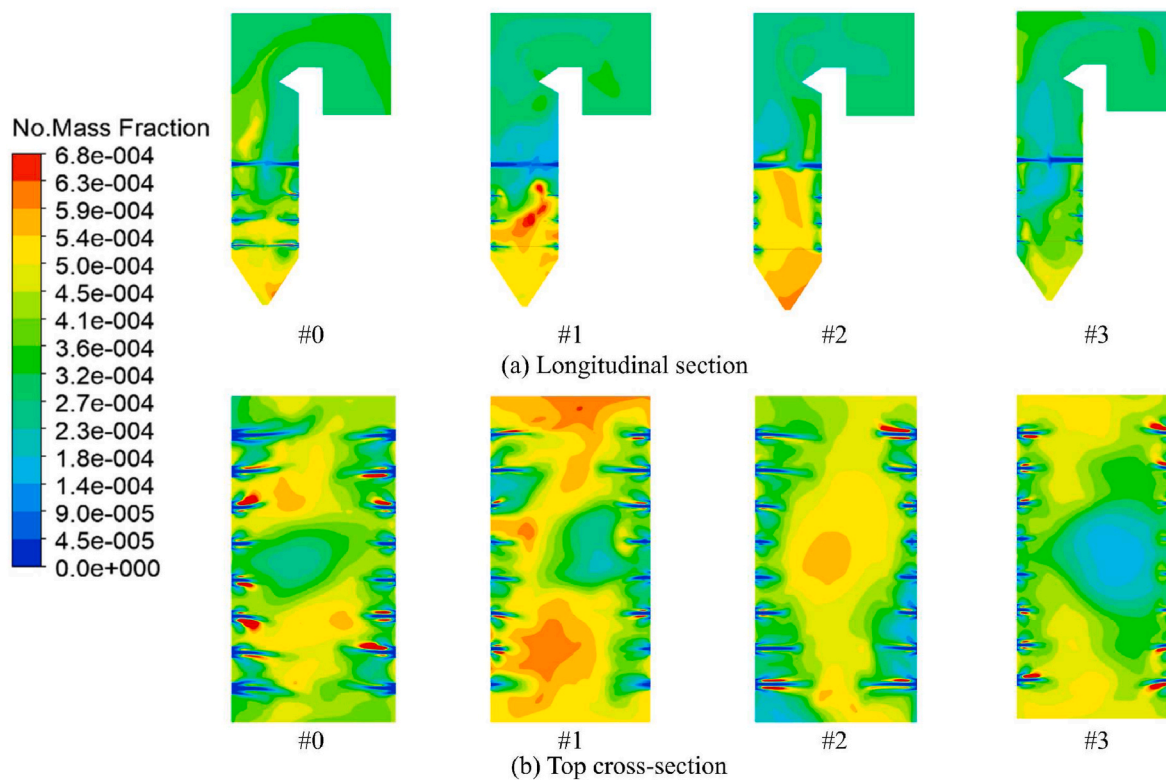 No.Mass Fraction
6.8e-004
6.3e-004
5.9e-004
5.4e-004
5.0e-004
4.5e-004
4.1e-004
3.6e-004
3.2e-004
2.7e-004
2.3e-004
1.8e-004
1.4e-004
9.0e-005
4.5e-005
0.0e+000
#0 #1 #2 #3
(a) Longitudinal section
#0 #1 #2 #3
(b) Top cross-section